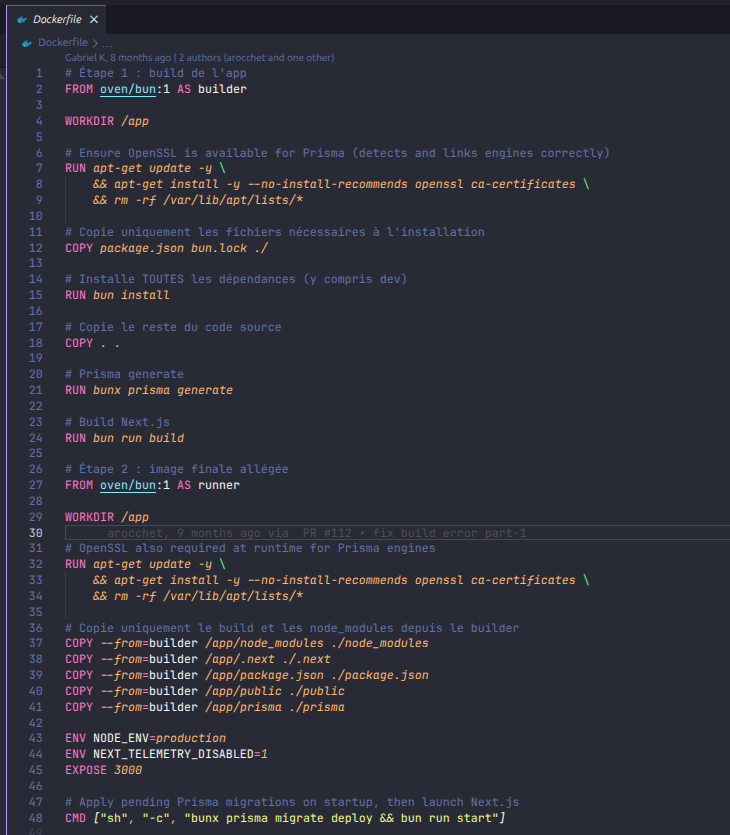 Dockerfile ×
Dockerfile > ...
Gabriel K, 8 months ago | 2 authors (arocchet and one other)
1 # Étape 1 : build de l'app
2 FROM oven/bun:1 AS builder
3
4 WORKDIR /app
5
6 # Ensure OpenSSL is available for Prisma (detects and links engines correctly)
7 RUN apt-get update -y \
8 && apt-get install -y --no-install-recommends openssl ca-certificates \
9 && rm -rf /var/lib/apt/lists/*
10
11 # Copie uniquement les fichiers nécessaires à l'installation
12 COPY package.json bun.lock ./
13
14 # Installe TOUTES les dépendances (y compris dev)
15 RUN bun install
16
17 # Copie le reste du code source
18 COPY . .
19
20 # Prisma generate
21 RUN bunx prisma generate
22
23 # Build Next.js
24 RUN bun run build
25
26 # Étape 2 : image finale allégée
27 FROM oven/bun:1 AS runner
28
29 WORKDIR /app
30 arocchet, 9 months ago via PR #112 • fix build error part-1
31 # OpenSSL also required at runtime for Prisma engines
32 RUN apt-get update -y \
33 && apt-get install -y --no-install-recommends openssl ca-certificates \
34 && rm -rf /var/lib/apt/lists/*
35
36 # Copie uniquement le build et les node_modules depuis le builder
37 COPY --from=builder /app/node_modules ./node_modules
38 COPY --from=builder /app/.next ./.next
39 COPY --from=builder /app/package.json ./package.json
40 COPY --from=builder /app/public ./public
41 COPY --from=builder /app/prisma ./prisma
42
43 ENV NODE_ENV=production
44 ENV NEXT_TELEMETRY_DISABLED=1
45 EXPOSE 3000
46
47 # Apply pending Prisma migrations on startup, then launch Next.js
48 CMD ["sh", "-c", "bunx prisma migrate deploy && bun run start"]
49